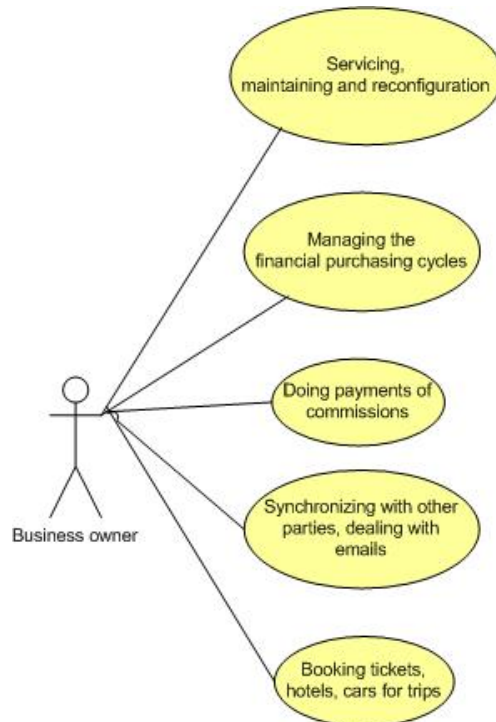 Servicing,
maintaining and reconfiguration
Managing the
financial purchasing cycles
Doing payments of
commissions
Synchronizing with other
parties, dealing with
emails
Business owner
Booking tickets,
hotels, cars for trips